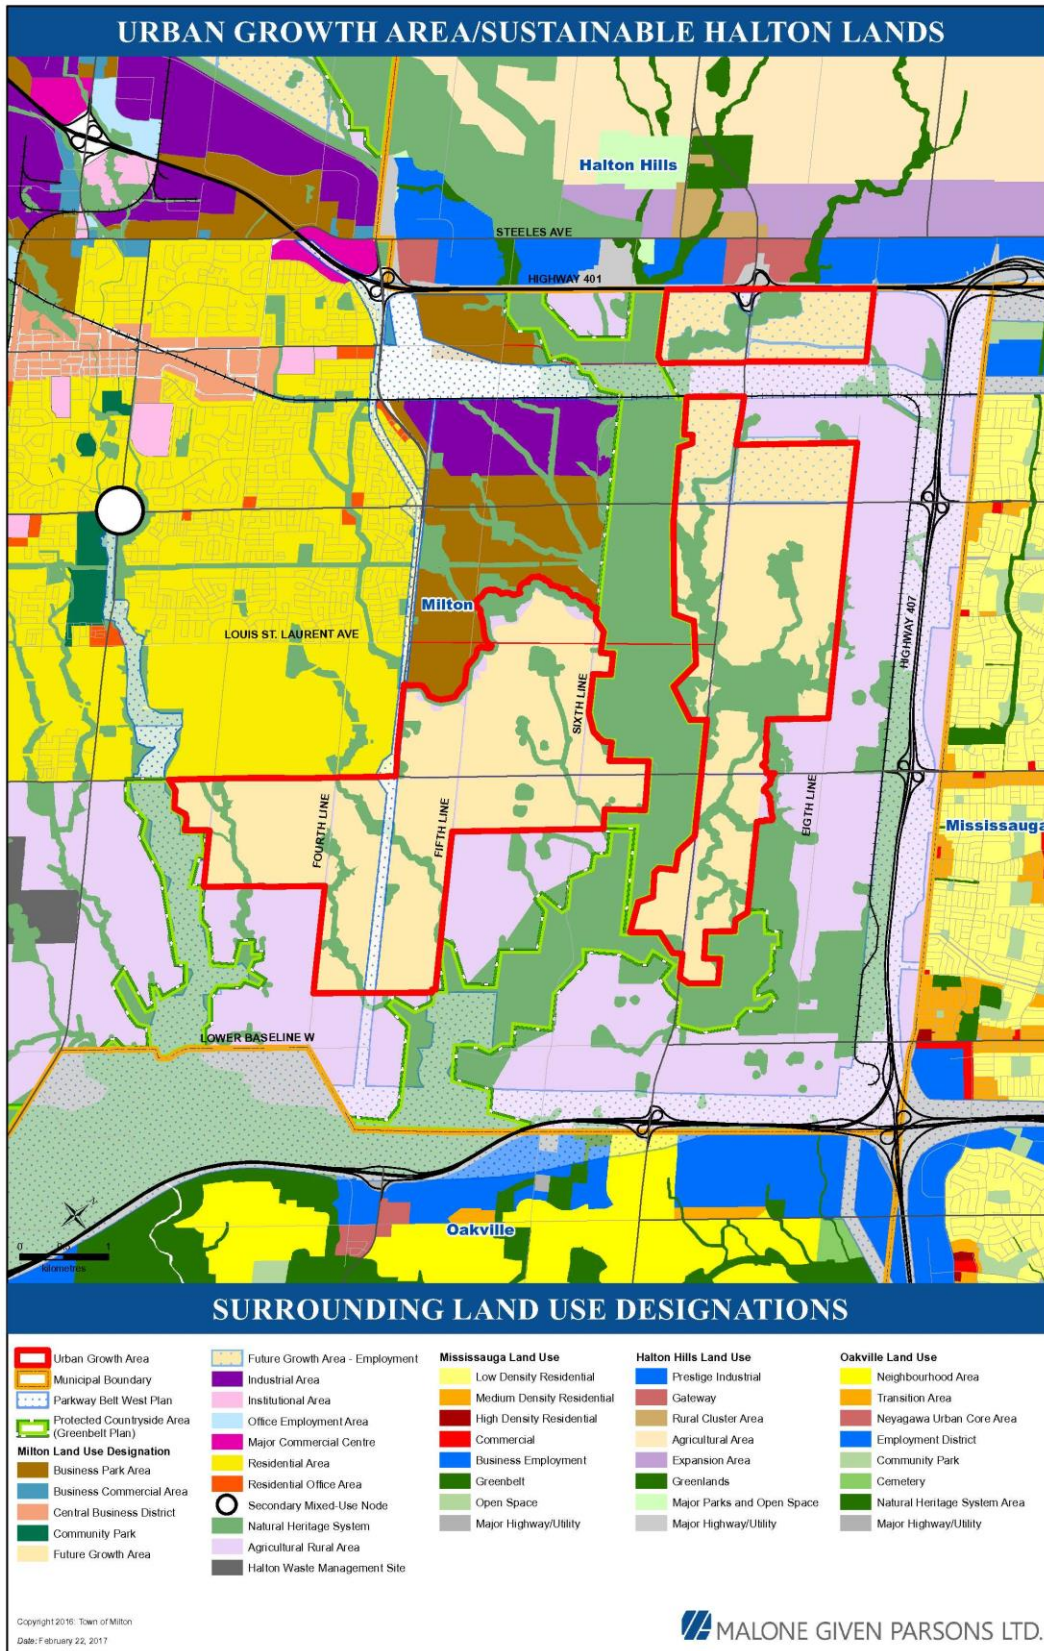 URBAN GROWTH AREA/SUSTAINABLE HALTON LANDS
Halton Hills
STEELES AVE
HIGHWAY 401
Milton
LOUIS ST. LAURENT AVE
SIXTH LINE
HIGHWAY 407
FOURTH LINE
FIFTH LINE
EIGTH LINE
Mississauga
LOWER BASELINE W
Oakville
0 0.5 1
kilometres
SURROUNDING LAND USE DESIGNATIONS
Urban Growth Area
Municipal Boundary
Parkway Belt West Plan
Protected Countryside Area
(Greenbelt Plan)
Milton Land Use Designation
Business Park Area
Business Commercial Area
Central Business District
Community Park
Future Growth Area
Future Growth Area - Employment
Industrial Area
Institutional Area
Office Employment Area
Major Commercial Centre
Residential Area
Residential Office Area
Secondary Mixed-Use Node
Natural Heritage System
Agricultural Rural Area
Halton Waste Management Site
Mississauga Land Use
Low Density Residential
Medium Density Residential
High Density Residential
Commercial
Business Employment
Greenbelt
Open Space
Major Highway/Utility
Halton Hills Land Use
Prestige Industrial
Gateway
Rural Cluster Area
Agricultural Area
Expansion Area
Greenlands
Major Parks and Open Space
Major Highway/Utility
Oakville Land Use
Neighbourhood Area
Transition Area
Neyagawa Urban Core Area
Employment District
Community Park
Cemetery
Natural Heritage System Area
Major Highway/Utility
Copyright 2016: Town of Milton
Date: February 22, 2017
MALONE GIVEN PARSONS LTD.